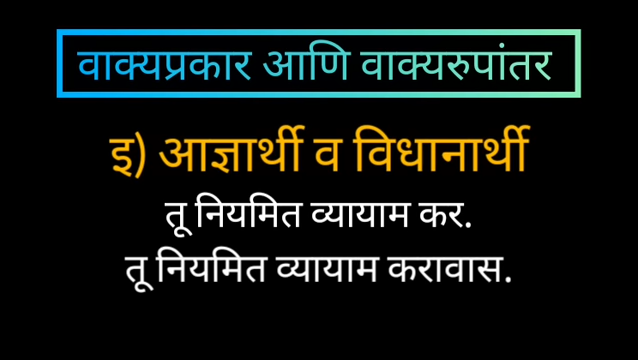 वाक्यप्रकार आणि वाक्यरुपांतर
इ) आज्ञार्थी व विधानार्थी
तू नियमित व्यायाम कर.
तू नियमित व्यायाम करावास.